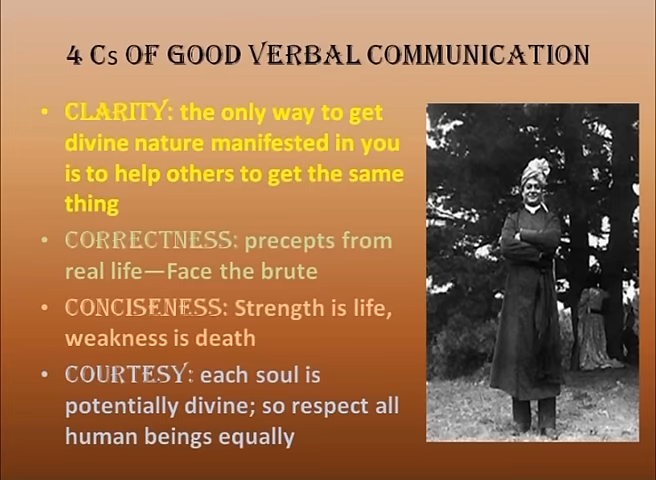 4 Cs OF GOOD VERBAL COMMUNICATION
• CLARITY: the only way to get
divine nature manifested in you
is to help others to get the same
thing
• CORRECTNESS: precepts from
real life—Face the brute
• CONCISENESS: Strength is life,
weakness is death
• COURTESY: each soul is
potentially divine; so respect all
human beings equally